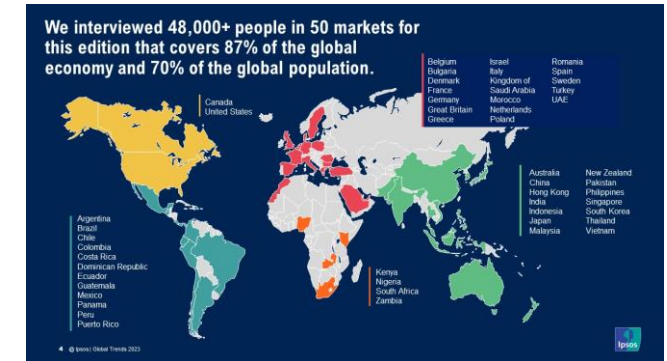 We interviewed 48,000+ people in 50 markets for
this edition that covers 87% of the global
economy and 70% of the global population.
Belgium
Bulgaria
Denmark
France
Germany
Great Britain
Greece
Israel
Italy
Kingdom of
Saudi Arabia
Morocco
Netherlands
Poland
Romania
Spain
Sweden
Turkey
UAE
Canada
United States
Australia
China
Hong Kong
India
Indonesia
Japan
Malaysia
New Zealand
Pakistan
Philippines
Singapore
South Korea
Thailand
Vietnam
Argentina
Brazil
Chile
Colombia
Costa Rica
Dominican Republic
Ecuador
Guatemala
Mexico
Panama
Peru
Puerto Rico
Kenya
Nigeria
South Africa
Zambia
4 © Ipsos | Global Trends 2023
Ipsos